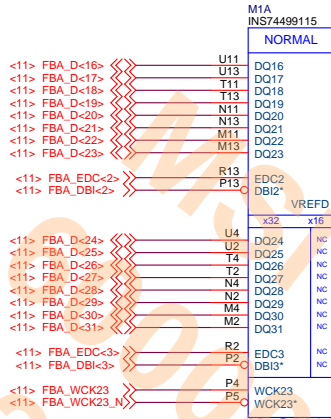 M1A
INS74499115
NORMAL
<11> FBA_D<16> U11 DQ16
<11> FBA_D<17> U13 DQ17
<11> FBA_D<18> T11 DQ18
<11> FBA_D<19> T13 DQ19
<11> FBA_D<20> N11 DQ20
<11> FBA_D<21> N13 DQ21
<11> FBA_D<22> M11 DQ22
<11> FBA_D<23> M13 DQ23
<11> FBA_EDC<2> R13 EDC2
<11> FBA_DBI<2> P13 DBI2*
VREFD
x32 x16
<11> FBA_D<24> U4 DQ24 NC
<11> FBA_D<25> U2 DQ25 NC
<11> FBA_D<26> T4 DQ26 NC
<11> FBA_D<27> T2 DQ27 NC
<11> FBA_D<28> N4 DQ28 NC
<11> FBA_D<29> N2 DQ29 NC
<11> FBA_D<30> M4 DQ30 NC
<11> FBA_D<31> M2 DQ31 NC
<11> FBA_EDC<3> R2 EDC3 NC
<11> FBA_DBI<3> P2 DBI3* NC
<11> FBA_WCK23 P4 WCK23
<11> FBA_WCK23_N P5 WCK23*
MSI